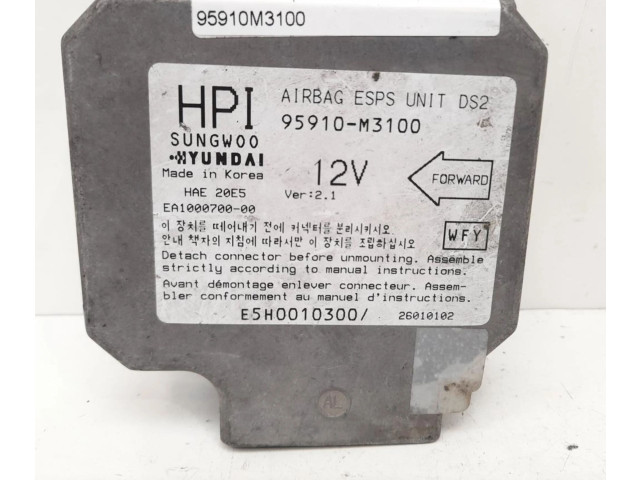 95910M3100
HPI
AIRBAG ESPS UNIT DS2
95910-M3100
SUNGWOO
HYUNDAI
Made in Korea
12V
FORWARD
HAE 20E5
Ver:2.1
EA1000700-00
이 장치를 떼어내기 전에 커넥터를 분리시키시오.
안내 책자의 지침에 따라서만 이 장치를 조립하십시오
WFY
Detach connector before unmounting. Assemble
strictly according to manual instructions.
Avant démontage enlever connecteur. Assem-
bler conformement au manuel d'instructions.
E5H0010300/
26010102
AL